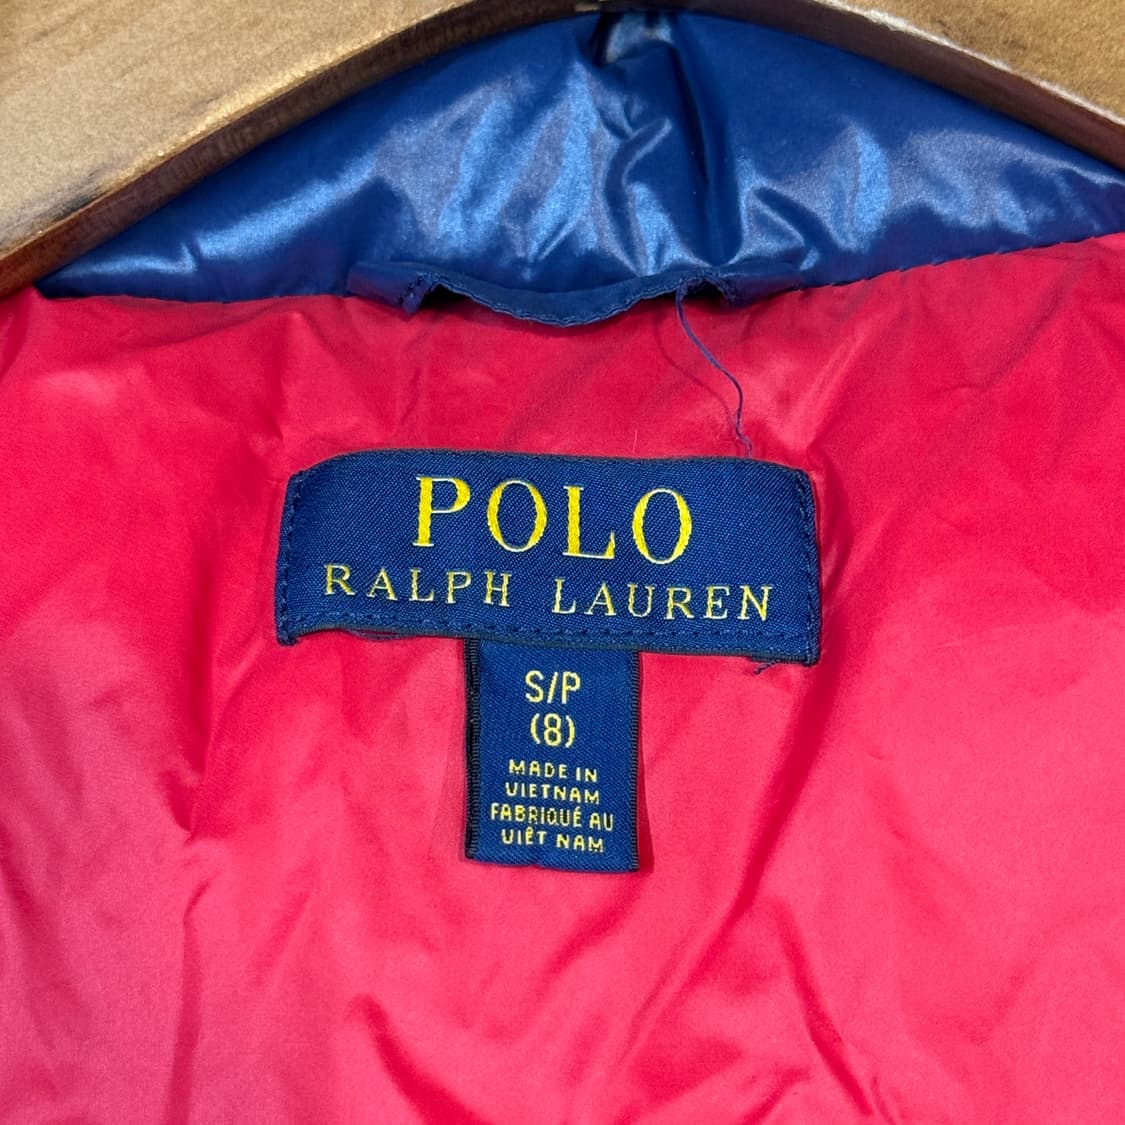 POLO
RALPH LAUREN
S/P
(8)
MADE IN
VIETNAM
FABRIQUÉ AU
VIÊT NAM